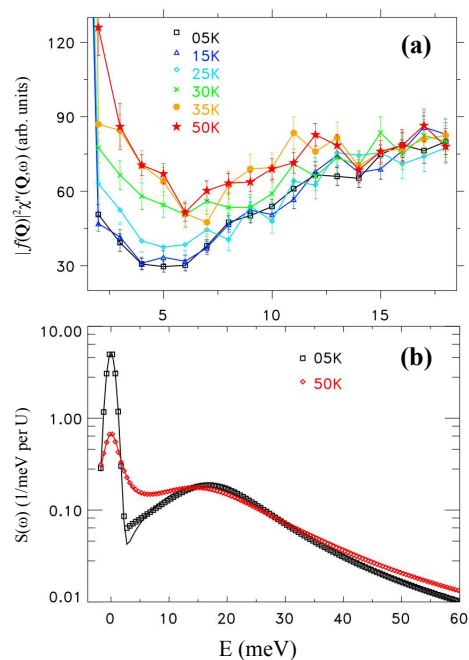 120
90
60
30
|f(Q)|²χ''(Q,ω) (arb. units)
(a)
05K
15K
25K
30K
35K
50K
5
10
15
10.00
1.00
0.10
0.01
S(ω) (1/meV per U)
(b)
05K
50K
0
10
20
30
40
50
60
E (meV)